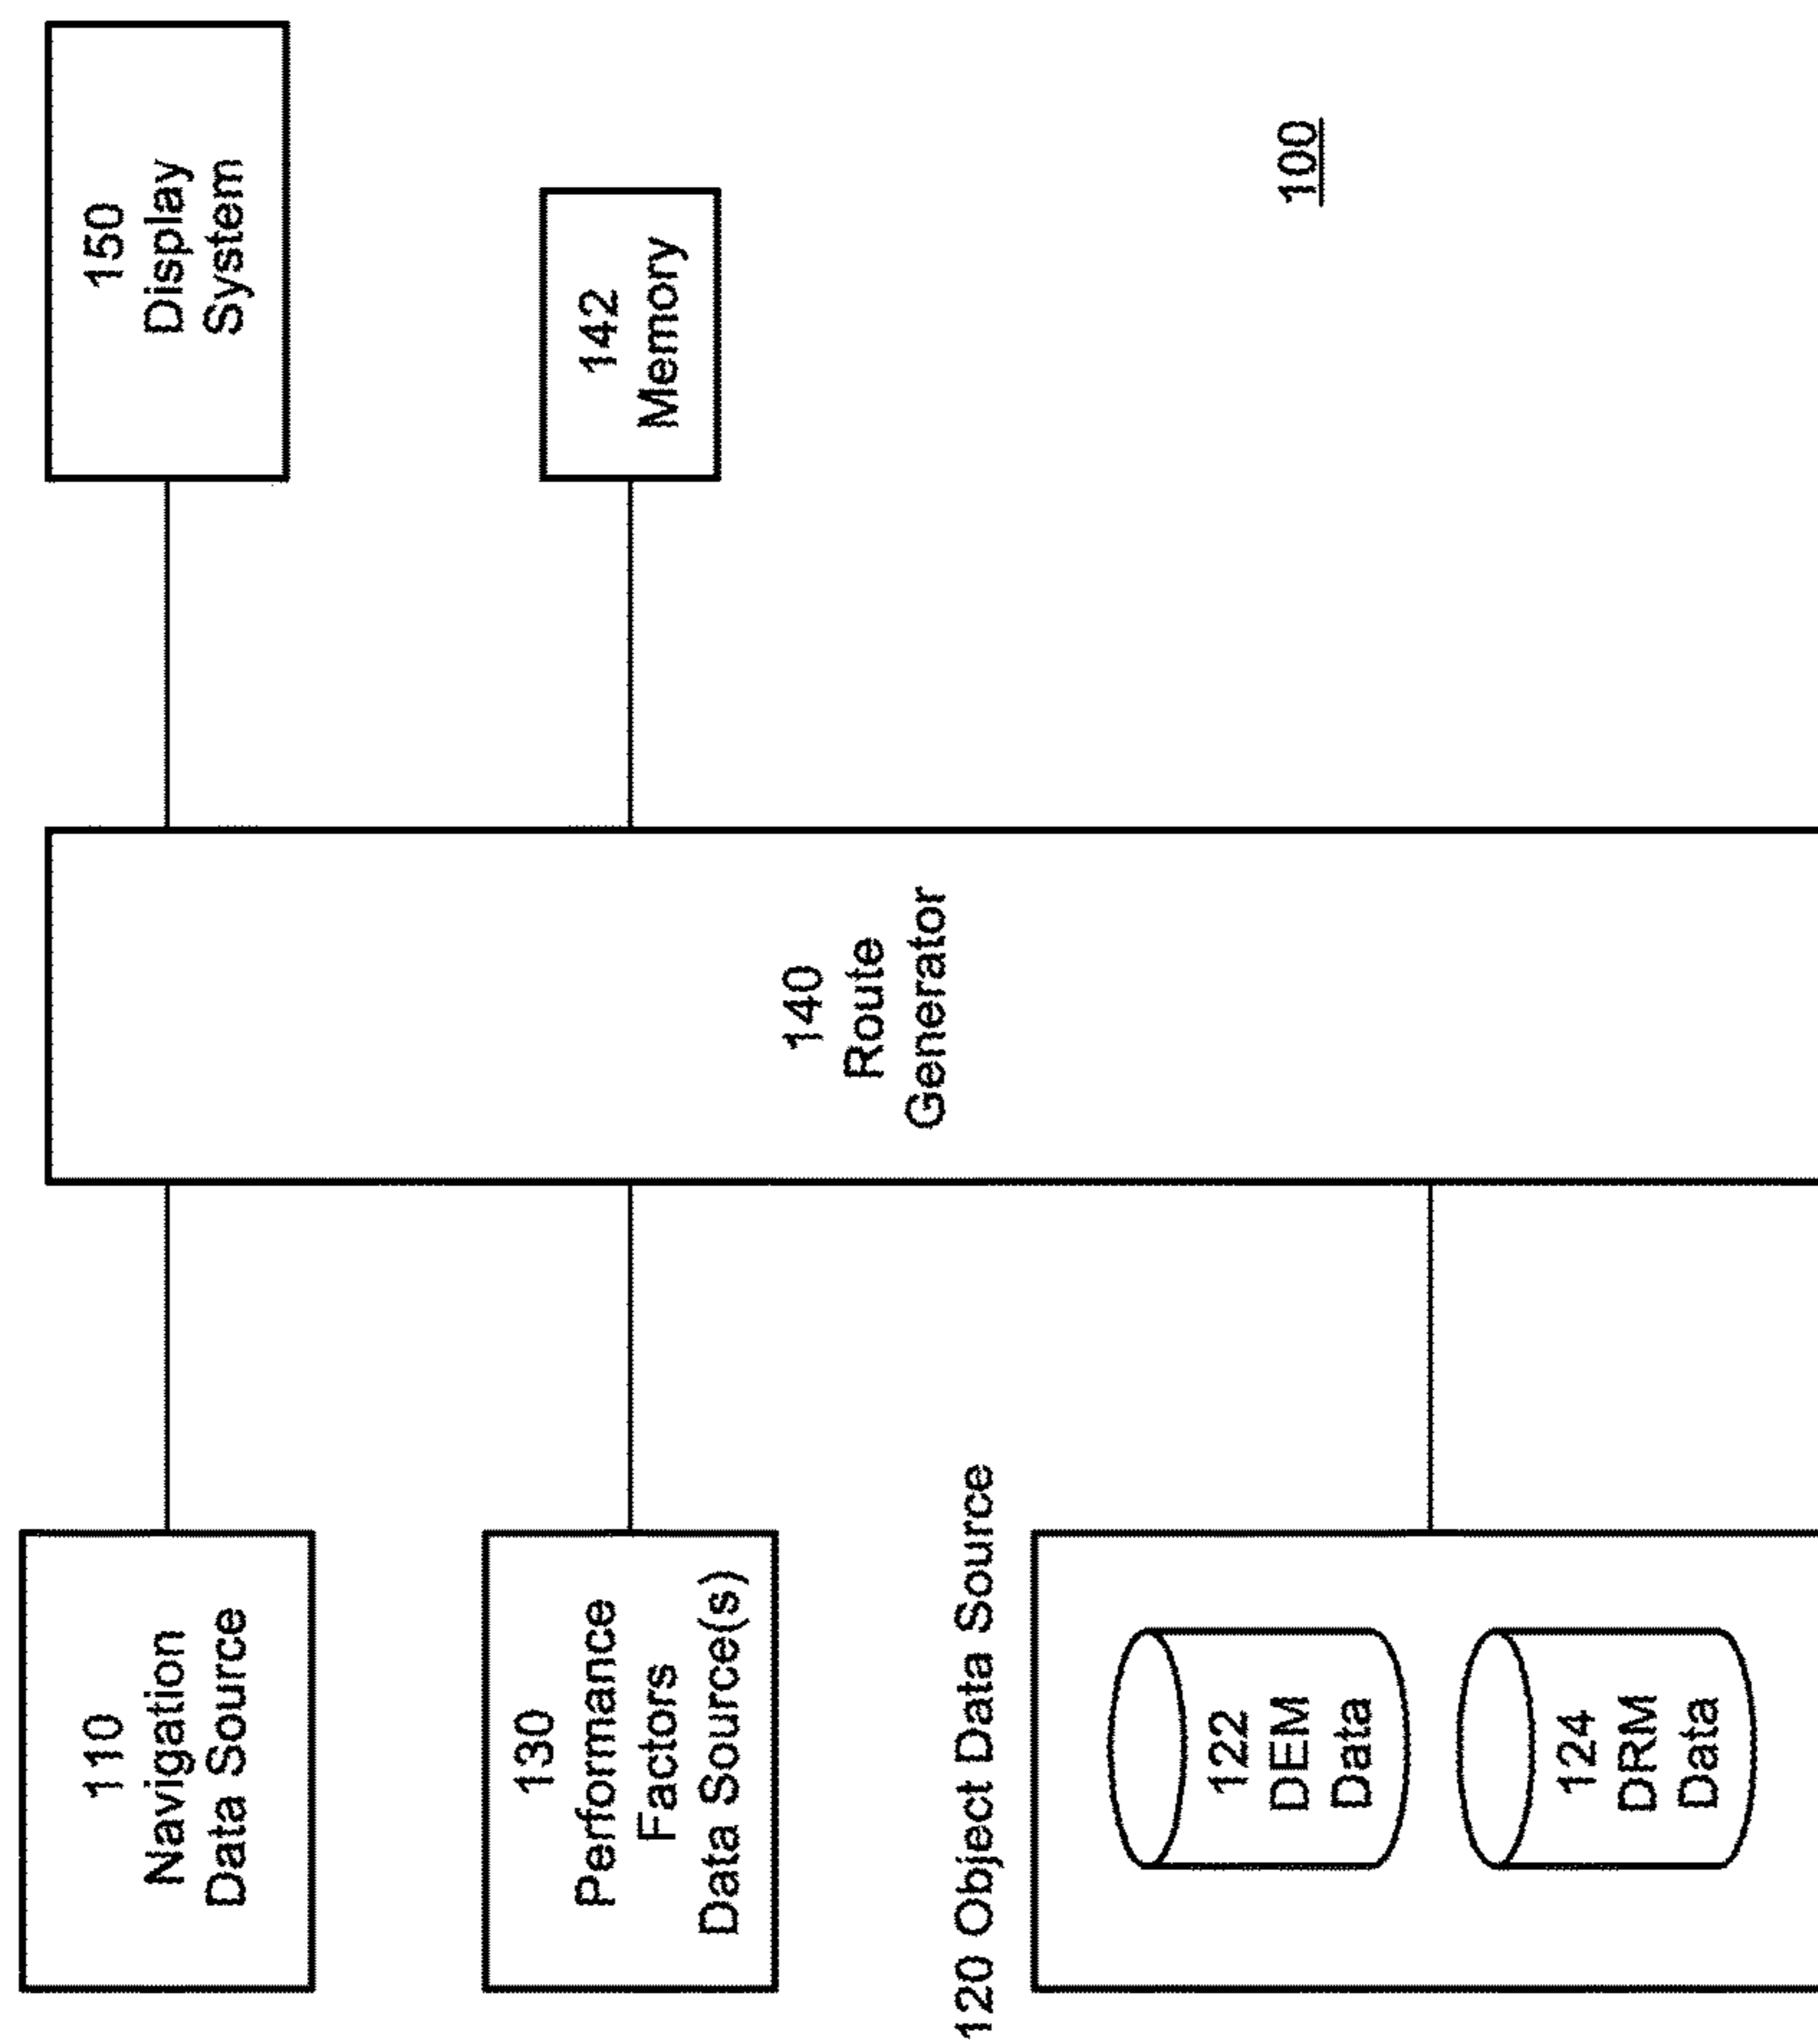 110
Navigation
Data Source
130
Performance
Factors
Data Source(s)
120 Object Data Source
122
DEM
Data
124
DRM
Data
140
Route
Generator
150
Display
System
142
Memory
100